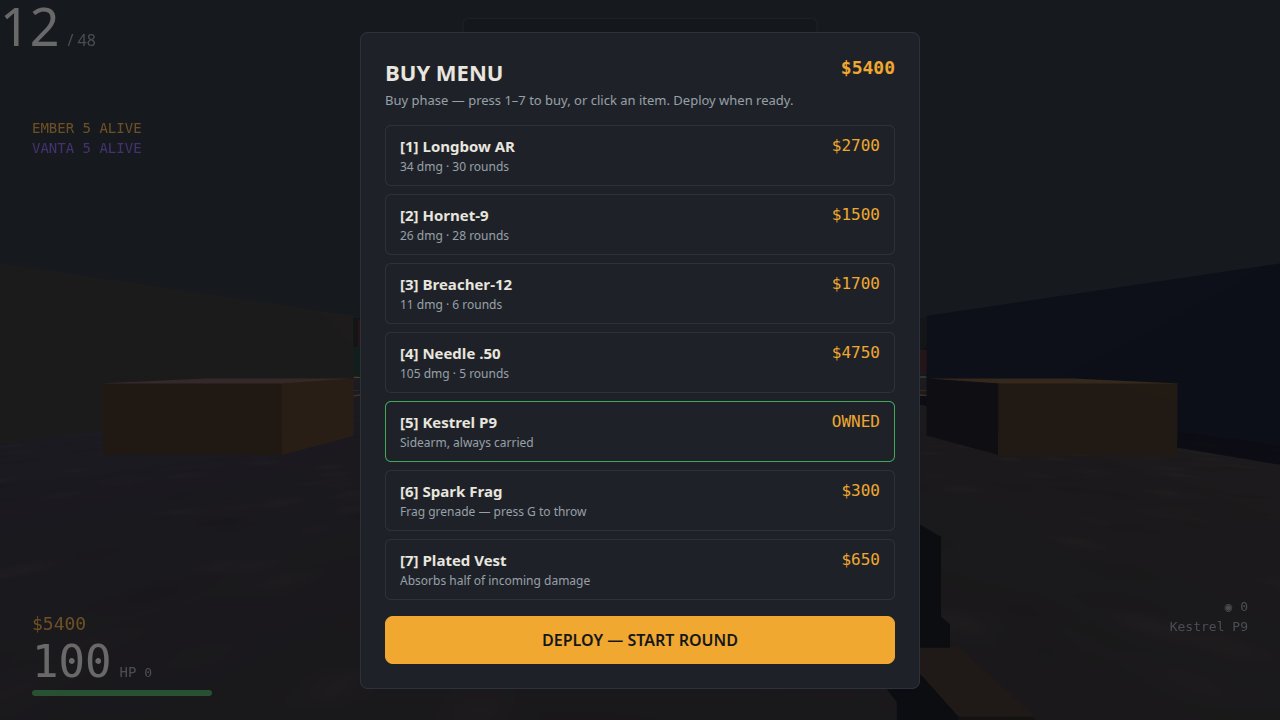 12 / 48
EMBER 5 ALIVE
VANTA 5 ALIVE
BUY MENU
$5400
Buy phase — press 1–7 to buy, or click an item. Deploy when ready.
[1] Longbow AR
$2700
34 dmg · 30 rounds
[2] Hornet-9
$1500
26 dmg · 28 rounds
[3] Breacher-12
$1700
11 dmg · 6 rounds
[4] Needle .50
$4750
105 dmg · 5 rounds
[5] Kestrel P9
OWNED
Sidearm, always carried
[6] Spark Frag
$300
Frag grenade — press G to throw
[7] Plated Vest
$650
Absorbs half of incoming damage
DEPLOY — START ROUND
$5400
100 HP 0
◉ 0
Kestrel P9